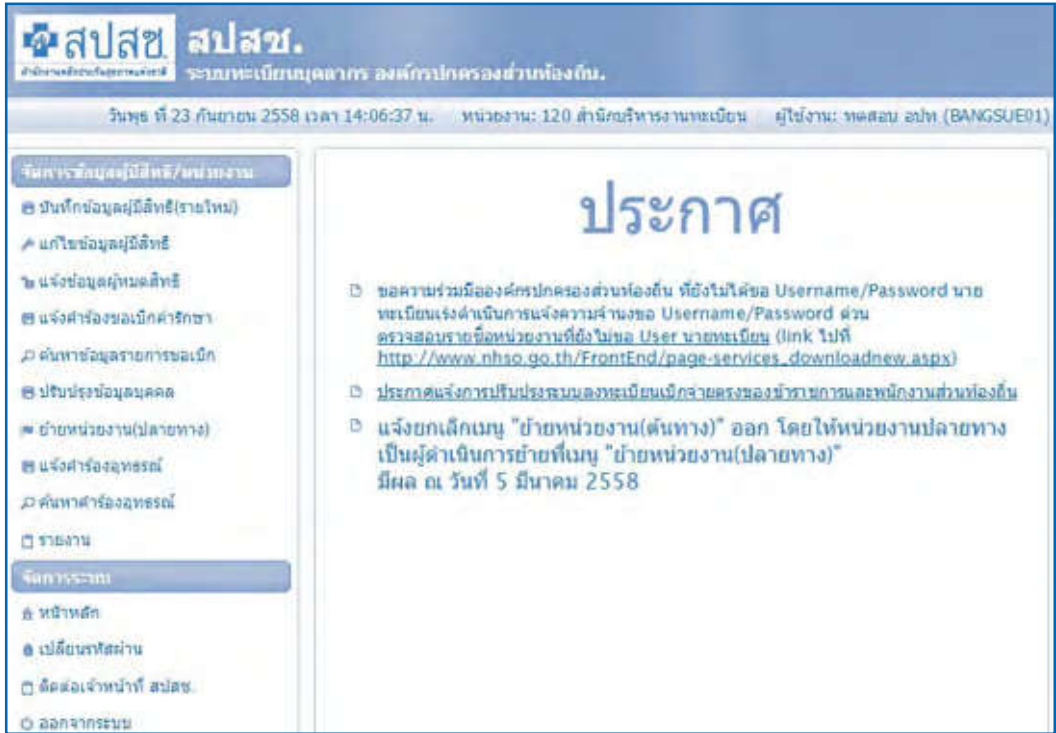 สปสช.
สำนักงานหลักประกันสุขภาพแห่งชาติ
สปสช.
ระบบทะเบียนบุคลากร องค์กรปกครองส่วนท้องถิ่น.
วันพุธ ที่ 23 กันยายน 2558 เวลา 14:06:37 น. หน่วยงาน: 120 สำนักบริหารงานทะเบียน ผู้ใช้งาน: ทดสอบ อปท (BANGSUE01)
จัดการข้อมูลผู้มีสิทธิ/หน่วยงาน
บันทึกข้อมูลผู้มีสิทธิ(รายใหม่)
แก้ไขข้อมูลผู้มีสิทธิ
แจ้งข้อมูลผู้หมดสิทธิ
แจ้งคำร้องขอเบิกค่ารักษา
ค้นหาข้อมูลรายการขอเบิก
ปรับปรุงข้อมูลบุคคล
ย้ายหน่วยงาน(ปลายทาง)
แจ้งคำร้องอุทธรณ์
ค้นหาคำร้องอุทธรณ์
รายงาน
จัดการระบบ
หน้าหลัก
เปลี่ยนรหัสผ่าน
ติดต่อเจ้าหน้าที่ สปสช.
ออกจากระบบ
ประกาศ
ขอความร่วมมือองค์กรปกครองส่วนท้องถิ่น ที่ยังไม่ได้ขอ Username/Password นาย
ทะเบียนเร่งดำเนินการแจ้งความจำนงขอ Username/Password ด่วน
ตรวจสอบรายชื่อหน่วยงานที่ยังไม่ขอ User นายทะเบียน (link ไปที่
http://www.nhso.go.th/FrontEnd/page-services_downloadnew.aspx)
ประกาศแจ้งการปรับปรุงระบบลงทะเบียนเบิกจ่ายตรงของข้าราชการและพนักงานส่วนท้องถิ่น
แจ้งยกเลิกเมนู "ย้ายหน่วยงาน(ต้นทาง)" ออก โดยให้หน่วยงานปลายทาง
เป็นผู้ดำเนินการย้ายที่เมนู "ย้ายหน่วยงาน(ปลายทาง)"
มีผล ณ วันที่ 5 มีนาคม 2558